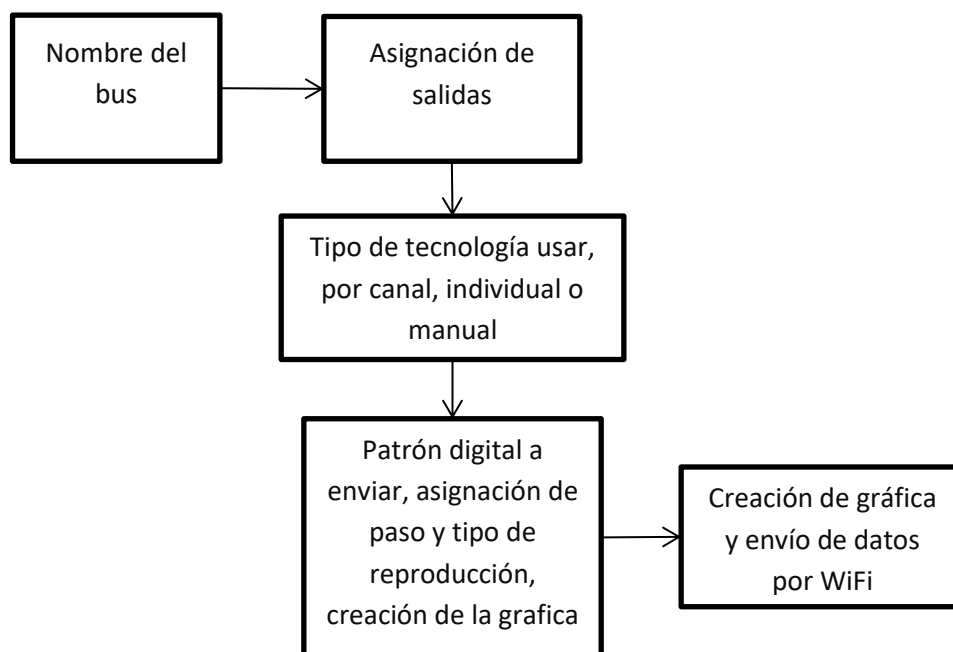 Nombre del
bus
Asignación de
salidas
Tipo de tecnología usar,
por canal, individual o
manual
Patrón digital a
enviar, asignación de
paso y tipo de
reproducción,
creación de la grafica
Creación de gráfica
y envío de datos
por WiFi